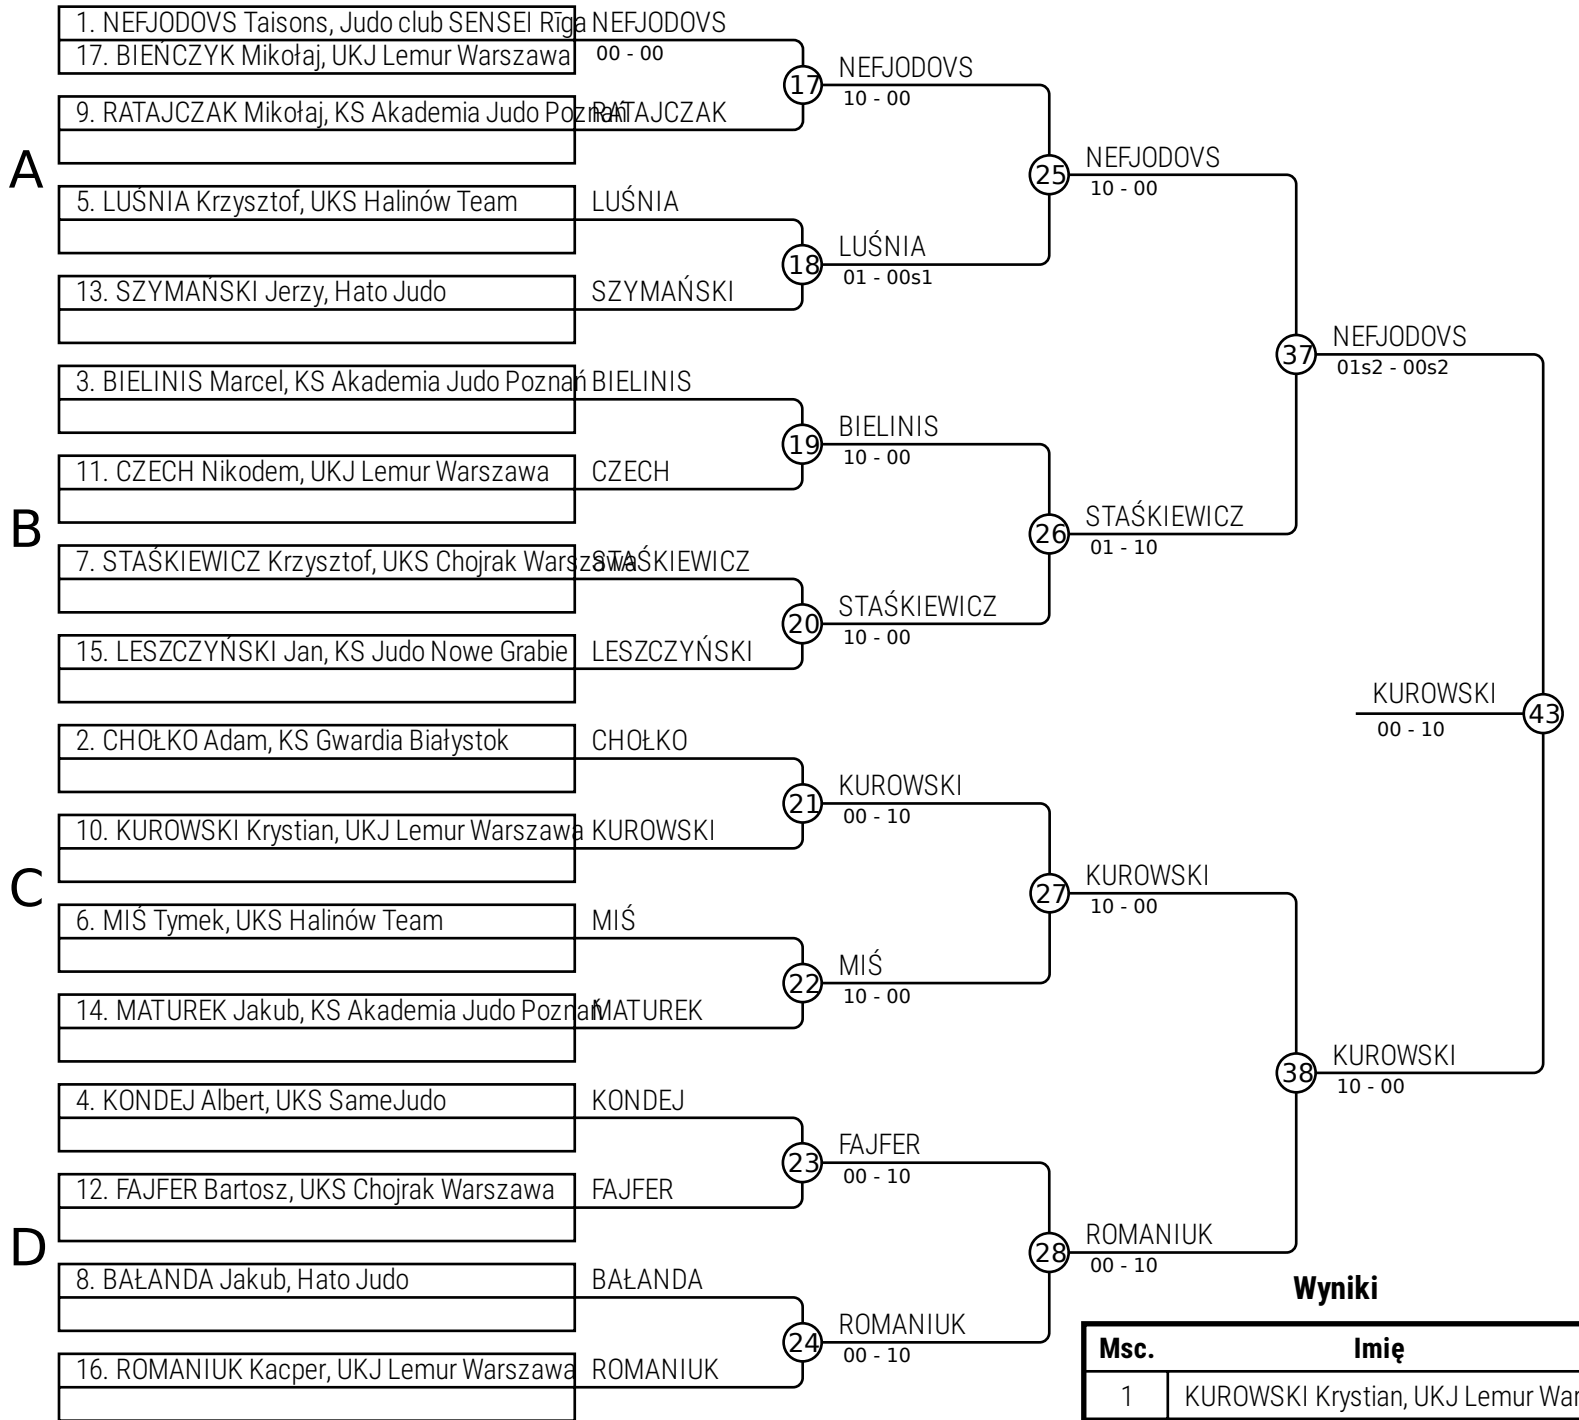 1. NEFJODOVS Taisons, Judo club SENSEI Rīga NEFJODOVS
17. BIEŃCZYK Mikołaj, UKJ Lemur Warszawa 00 - 00
17 NEFJODOVS
10 - 00
9. RATAJCZAK Mikołaj, KS Akademia Judo Poznań RATAJCZAK
A
25 NEFJODOVS
10 - 00
5. LUŚNIA Krzysztof, UKS Halinów Team LUŚNIA
18 LUŚNIA
01 - 00s1
13. SZYMAŃSKI Jerzy, Hato Judo SZYMAŃSKI
37 NEFJODOVS
01s2 - 00s2
3. BIELINIS Marcel, KS Akademia Judo Poznań BIELINIS
19 BIELINIS
10 - 00
11. CZECH Nikodem, UKJ Lemur Warszawa CZECH
B
26 STAŚKIEWICZ
01 - 10
7. STAŚKIEWICZ Krzysztof, UKS Chojrak Warszawa STAŚKIEWICZ
20 STAŚKIEWICZ
10 - 00
15. LESZCZYŃSKI Jan, KS Judo Nowe Grabie LESZCZYŃSKI
KUROWSKI 43
00 - 10
2. CHOŁKO Adam, KS Gwardia Białystok CHOŁKO
21 KUROWSKI
00 - 10
10. KUROWSKI Krystian, UKJ Lemur Warszawa KUROWSKI
C
27 KUROWSKI
10 - 00
6. MIŚ Tymek, UKS Halinów Team MIŚ
22 MIŚ
10 - 00
14. MATUREK Jakub, KS Akademia Judo Poznań MATUREK
38 KUROWSKI
10 - 00
4. KONDEJ Albert, UKS SameJudo KONDEJ
23 FAJFER
00 - 10
12. FAJFER Bartosz, UKS Chojrak Warszawa FAJFER
D
28 ROMANIUK
00 - 10
8. BAŁANDA Jakub, Hato Judo BAŁANDA
24 ROMANIUK
00 - 10
16. ROMANIUK Kacper, UKJ Lemur Warszawa ROMANIUK
Wyniki
Msc. Imię
1 KUROWSKI Krystian, UKJ Lemur